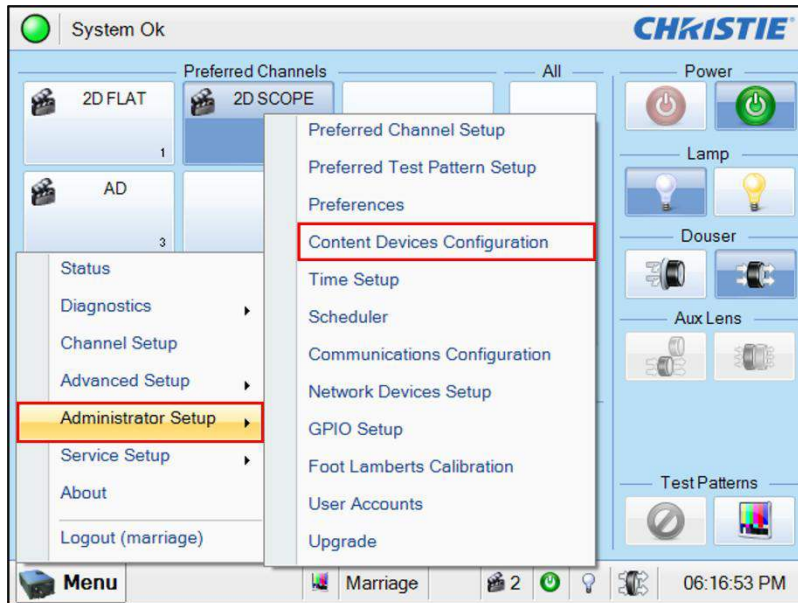 System Ok
CHRISTIE
Preferred Channels
All
Power
2D FLAT
1
2D SCOPE
AD
3
Lamp
Douser
Aux Lens
Test Patterns
Status
Diagnostics
Channel Setup
Advanced Setup
Administrator Setup
Service Setup
About
Logout (marriage)
Preferred Channel Setup
Preferred Test Pattern Setup
Preferences
Content Devices Configuration
Time Setup
Scheduler
Communications Configuration
Network Devices Setup
GPIO Setup
Foot Lamberts Calibration
User Accounts
Upgrade
Menu
Marriage
2
06:16:53 PM